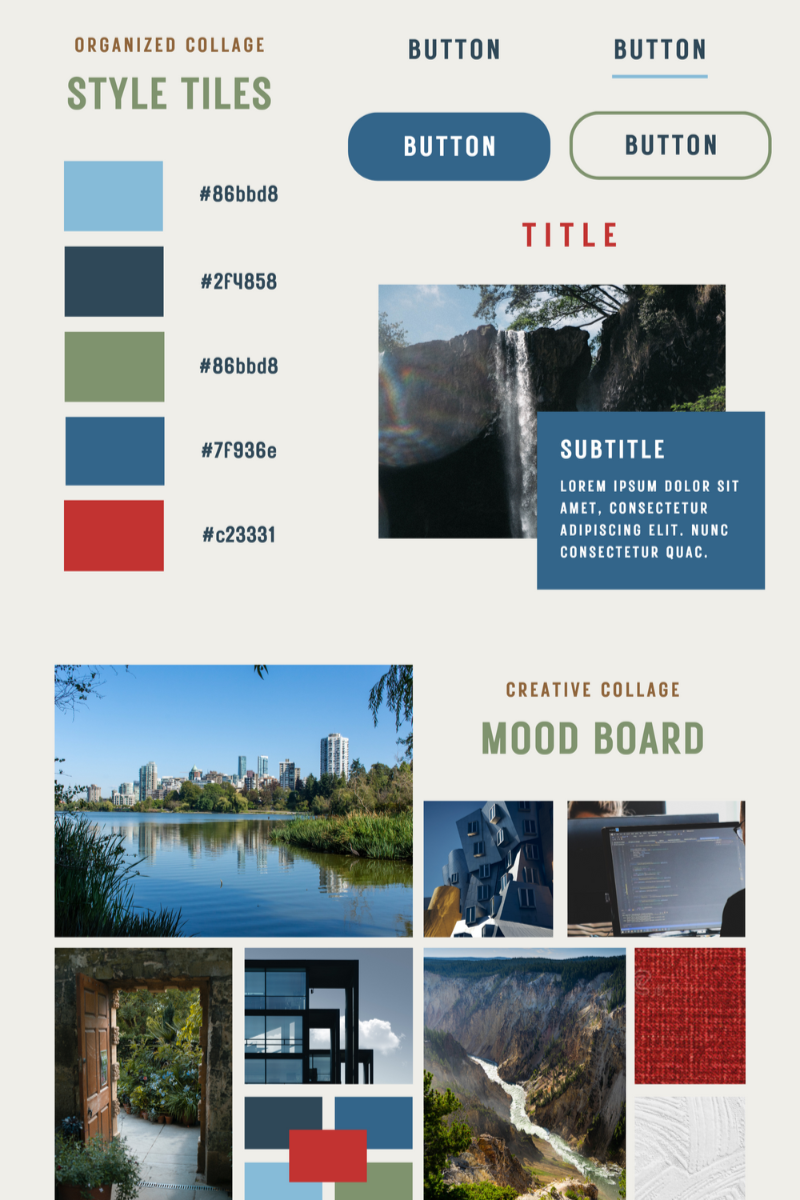 ORGANIZED COLLAGE
STYLE TILES
#86bbd8
#2f4858
#86bbd8
#7f936e
#c23331
BUTTON
BUTTON
BUTTON
BUTTON
TITLE
SUBTITLE
LOREM IPSUM DOLOR SIT
AMET, CONSECTETUR
ADIPISCING ELIT. NUNC
CONSECTETUR QUAC.
CREATIVE COLLAGE
MOOD BOARD